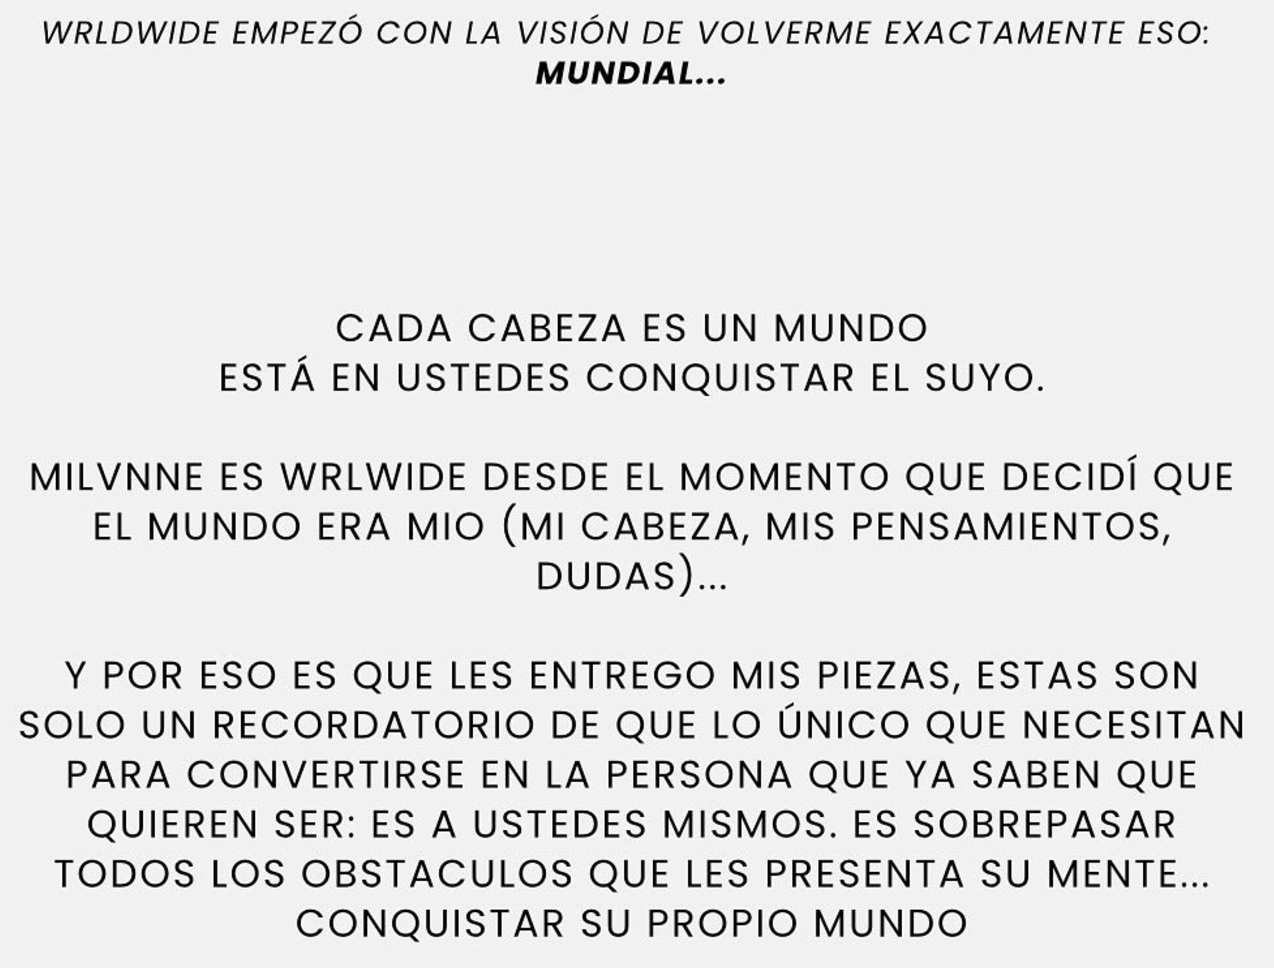 WRLDWIDE EMPEZÓ CON LA VISIÓN DE VOLVERME EXACTAMENTE ESO:
MUNDIAL...
CADA CABEZA ES UN MUNDO
ESTÁ EN USTEDES CONQUISTAR EL SUYO.
MILVNNE ES WRLWIDE DESDE EL MOMENTO QUE DECIDÍ QUE
EL MUNDO ERA MIO (MI CABEZA, MIS PENSAMIENTOS,
DUDAS)...
Y POR ESO ES QUE LES ENTREGO MIS PIEZAS, ESTAS SON
SOLO UN RECORDATORIO DE QUE LO ÚNICO QUE NECESITAN
PARA CONVERTIRSE EN LA PERSONA QUE YA SABEN QUE
QUIEREN SER: ES A USTEDES MISMOS. ES SOBREPASAR
TODOS LOS OBSTACULOS QUE LES PRESENTA SU MENTE...
CONQUISTAR SU PROPIO MUNDO